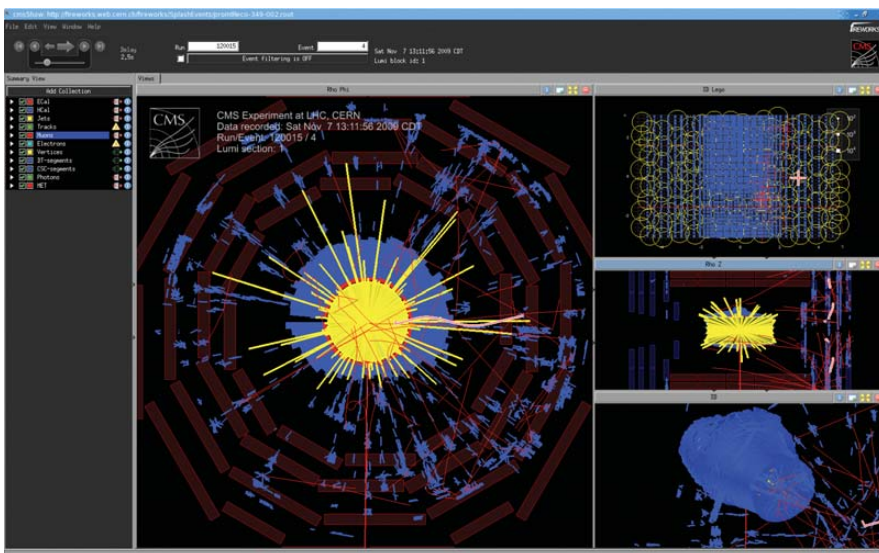 cmsShow: http://fireworks.web.cern.ch/fireworks/SplashEvents/promptReco-349-002.root
File Edit View Window Help
Delay
2.5s
Run 120015 Event 4
Event filtering is OFF
Sat Nov 7 13:11:56 2009 CDT
Lumi block id: 1
FIREWORKS
CMS
Summary View
Views
Add Collection
ECal
HCal
Jets
Tracks
Muons
Electrons
Vertices
DT-segments
CSC-segments
Photons
MET
Rho Phi
CMS
CMS Experiment at LHC, CERN
Data recorded: Sat Nov 7 13:11:56 2009 CDT
Run/Event: 120015 / 4
Lumi section: 1
3D Lego
Rho Z
3D